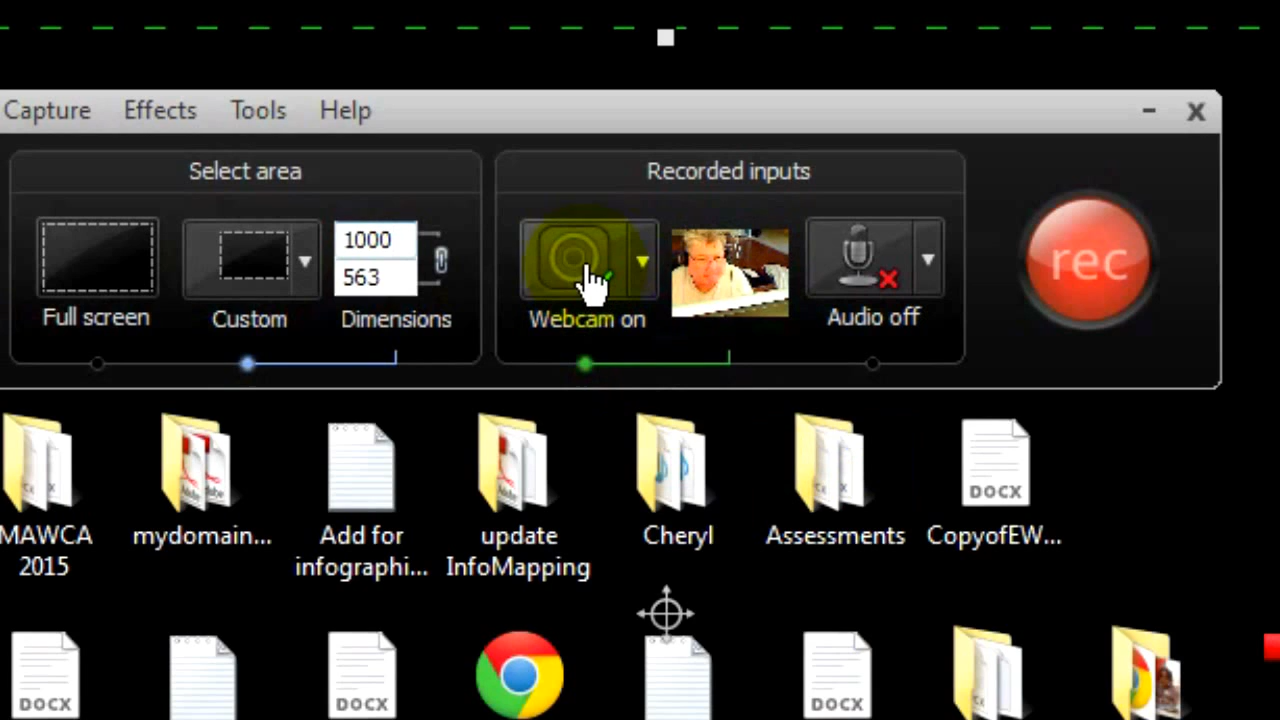 Capture Effects Tools Help
Select area
Recorded inputs
1000
563
rec
Full screen
Custom
Dimensions
Webcam on
Audio off
DOCX
MAWCA
2015
mydomain...
Add for
infographi...
update
InfoMapping
Cheryl
Assessments
CopyofEW...
DOCX
DOCX
DOCX